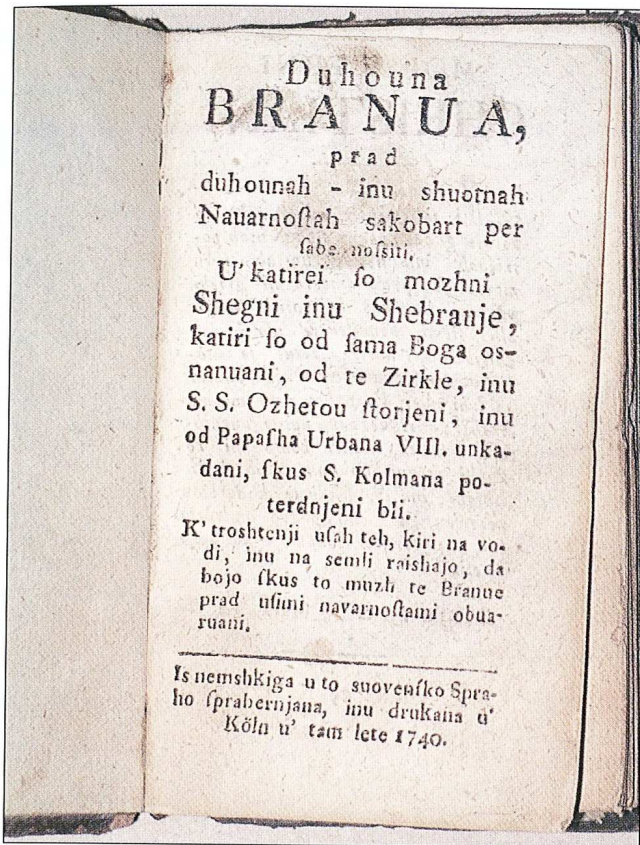 Duhouna
BRANUA,
prad
duhounah - inu shuotnah
Nauarnoſtah sakobart per
ſabe noſsiti.
U' katirei ſo mozhni
Shegni inu Shebranje,
katiri ſo od ſama Boga os-
nanuani, od te Zirkle, inu
S. S. Ozhetou ſtorjeni, inu
od Papaſha Urbana VIII. unka-
dani, ſkus S. Kolmana po-
terdnjeni bli.
K' troshtenji uſah teh, kiri na vo-
di, inu na semli raishajo, da
bojo ſkus to muzh te Branue
prad uſimi navarnoſtami obua-
ruani.
Is nemshkiga u to suovenſko Spra-
ho ſprabernjana, inu drukana u'
Köln u' tam lete 1740.